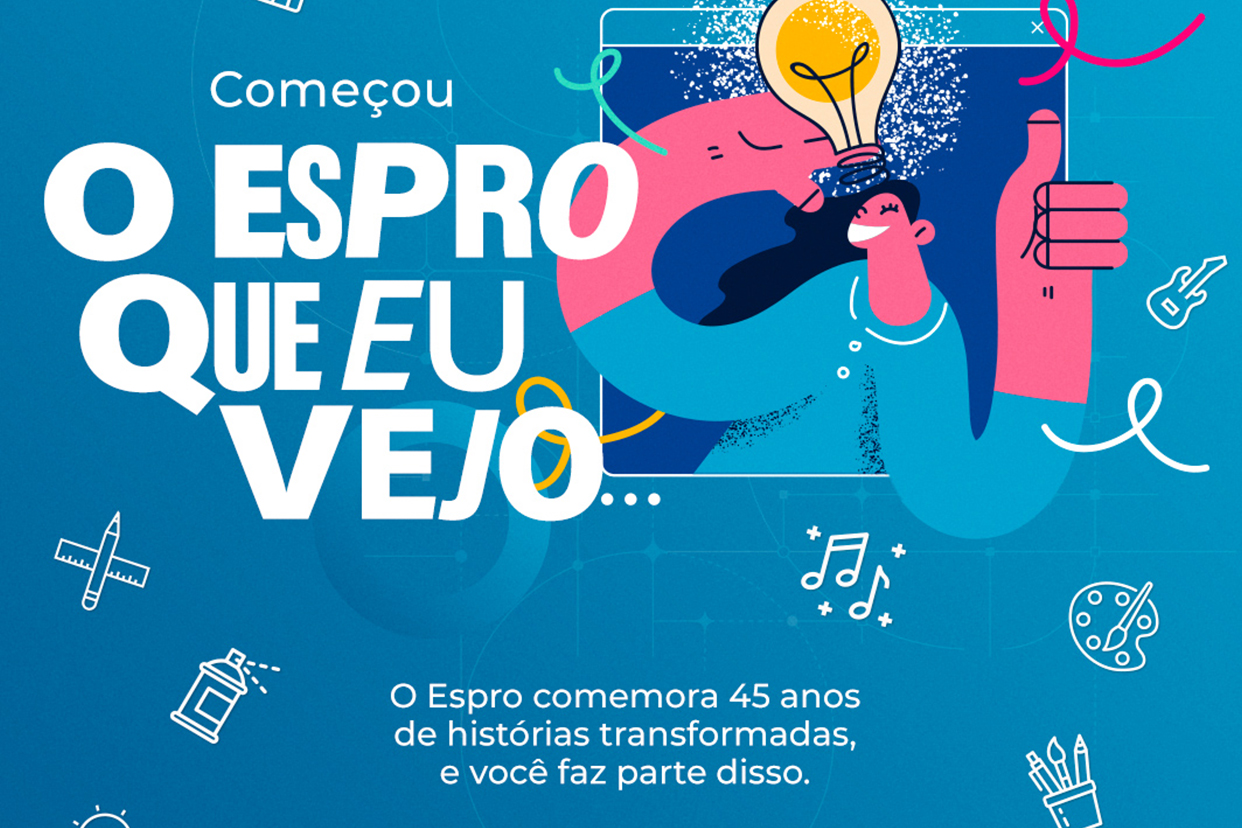 Começou
O ESPRO
QUE EU
VEJO...
O Espro comemora 45 anos
de histórias transformadas,
e você faz parte disso.